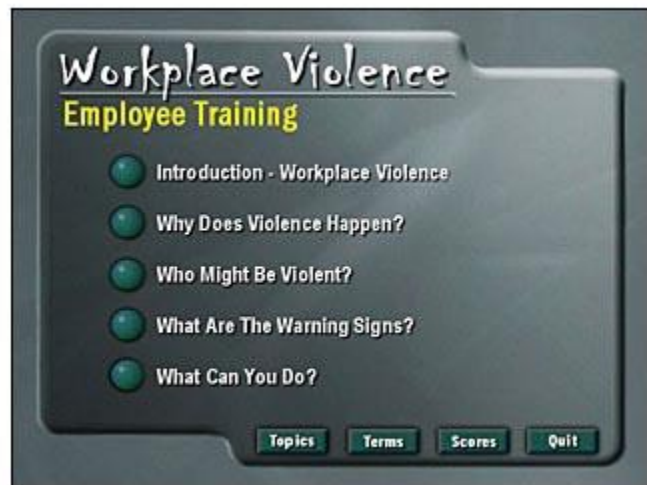 Workplace Violence
Employee Training
Introduction - Workplace Violence
Why Does Violence Happen?
Who Might Be Violent?
What Are The Warning Signs?
What Can You Do?
Topics Terms Scores Quit